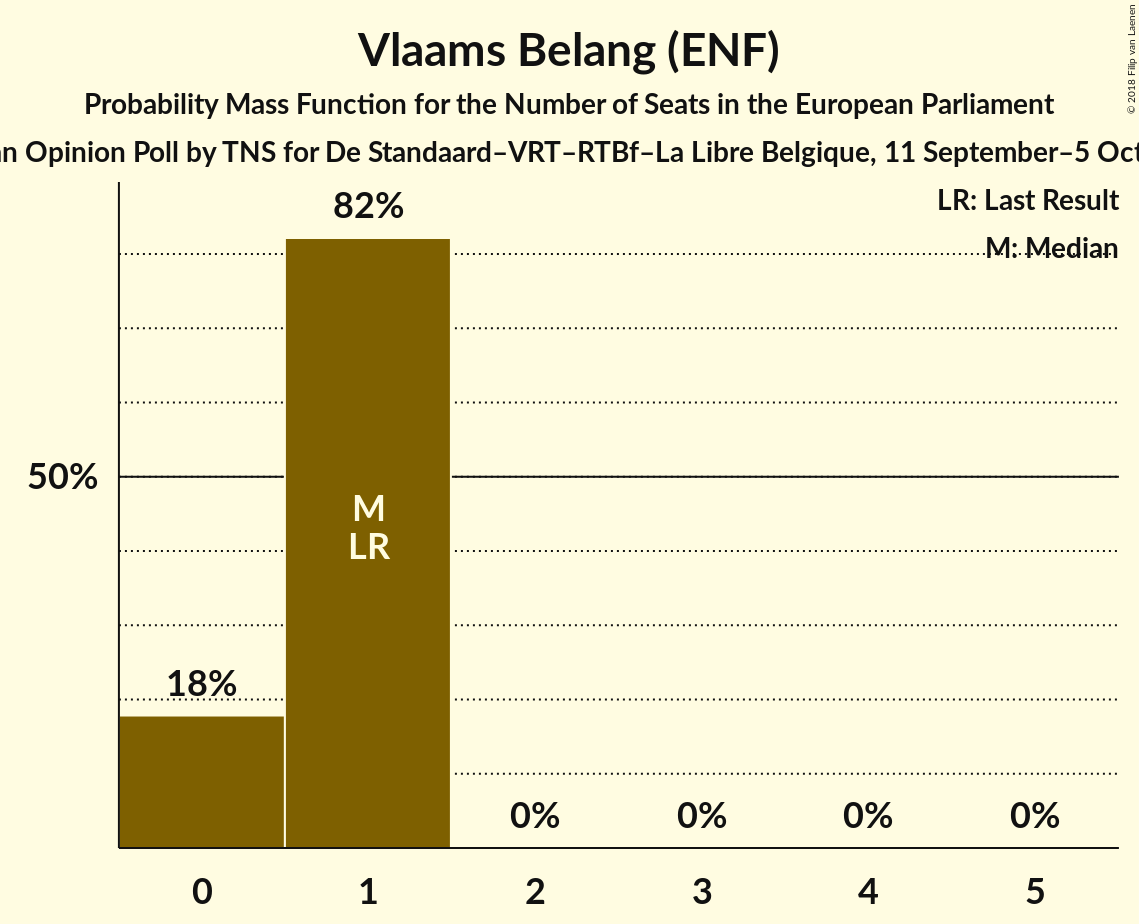 Vlaams Belang (ENF)
Probability Mass Function for the Number of Seats in the European Parliament
Opinion Poll by TNS for De Standaard–VRT–RTBf–La Libre Belgique, 11 September–5
LR: Last Result
M: Median
82%
50%
M
LR
18%
0% 0% 0% 0%
0 1 2 3 4 5
© 2018 Filip van Laenen